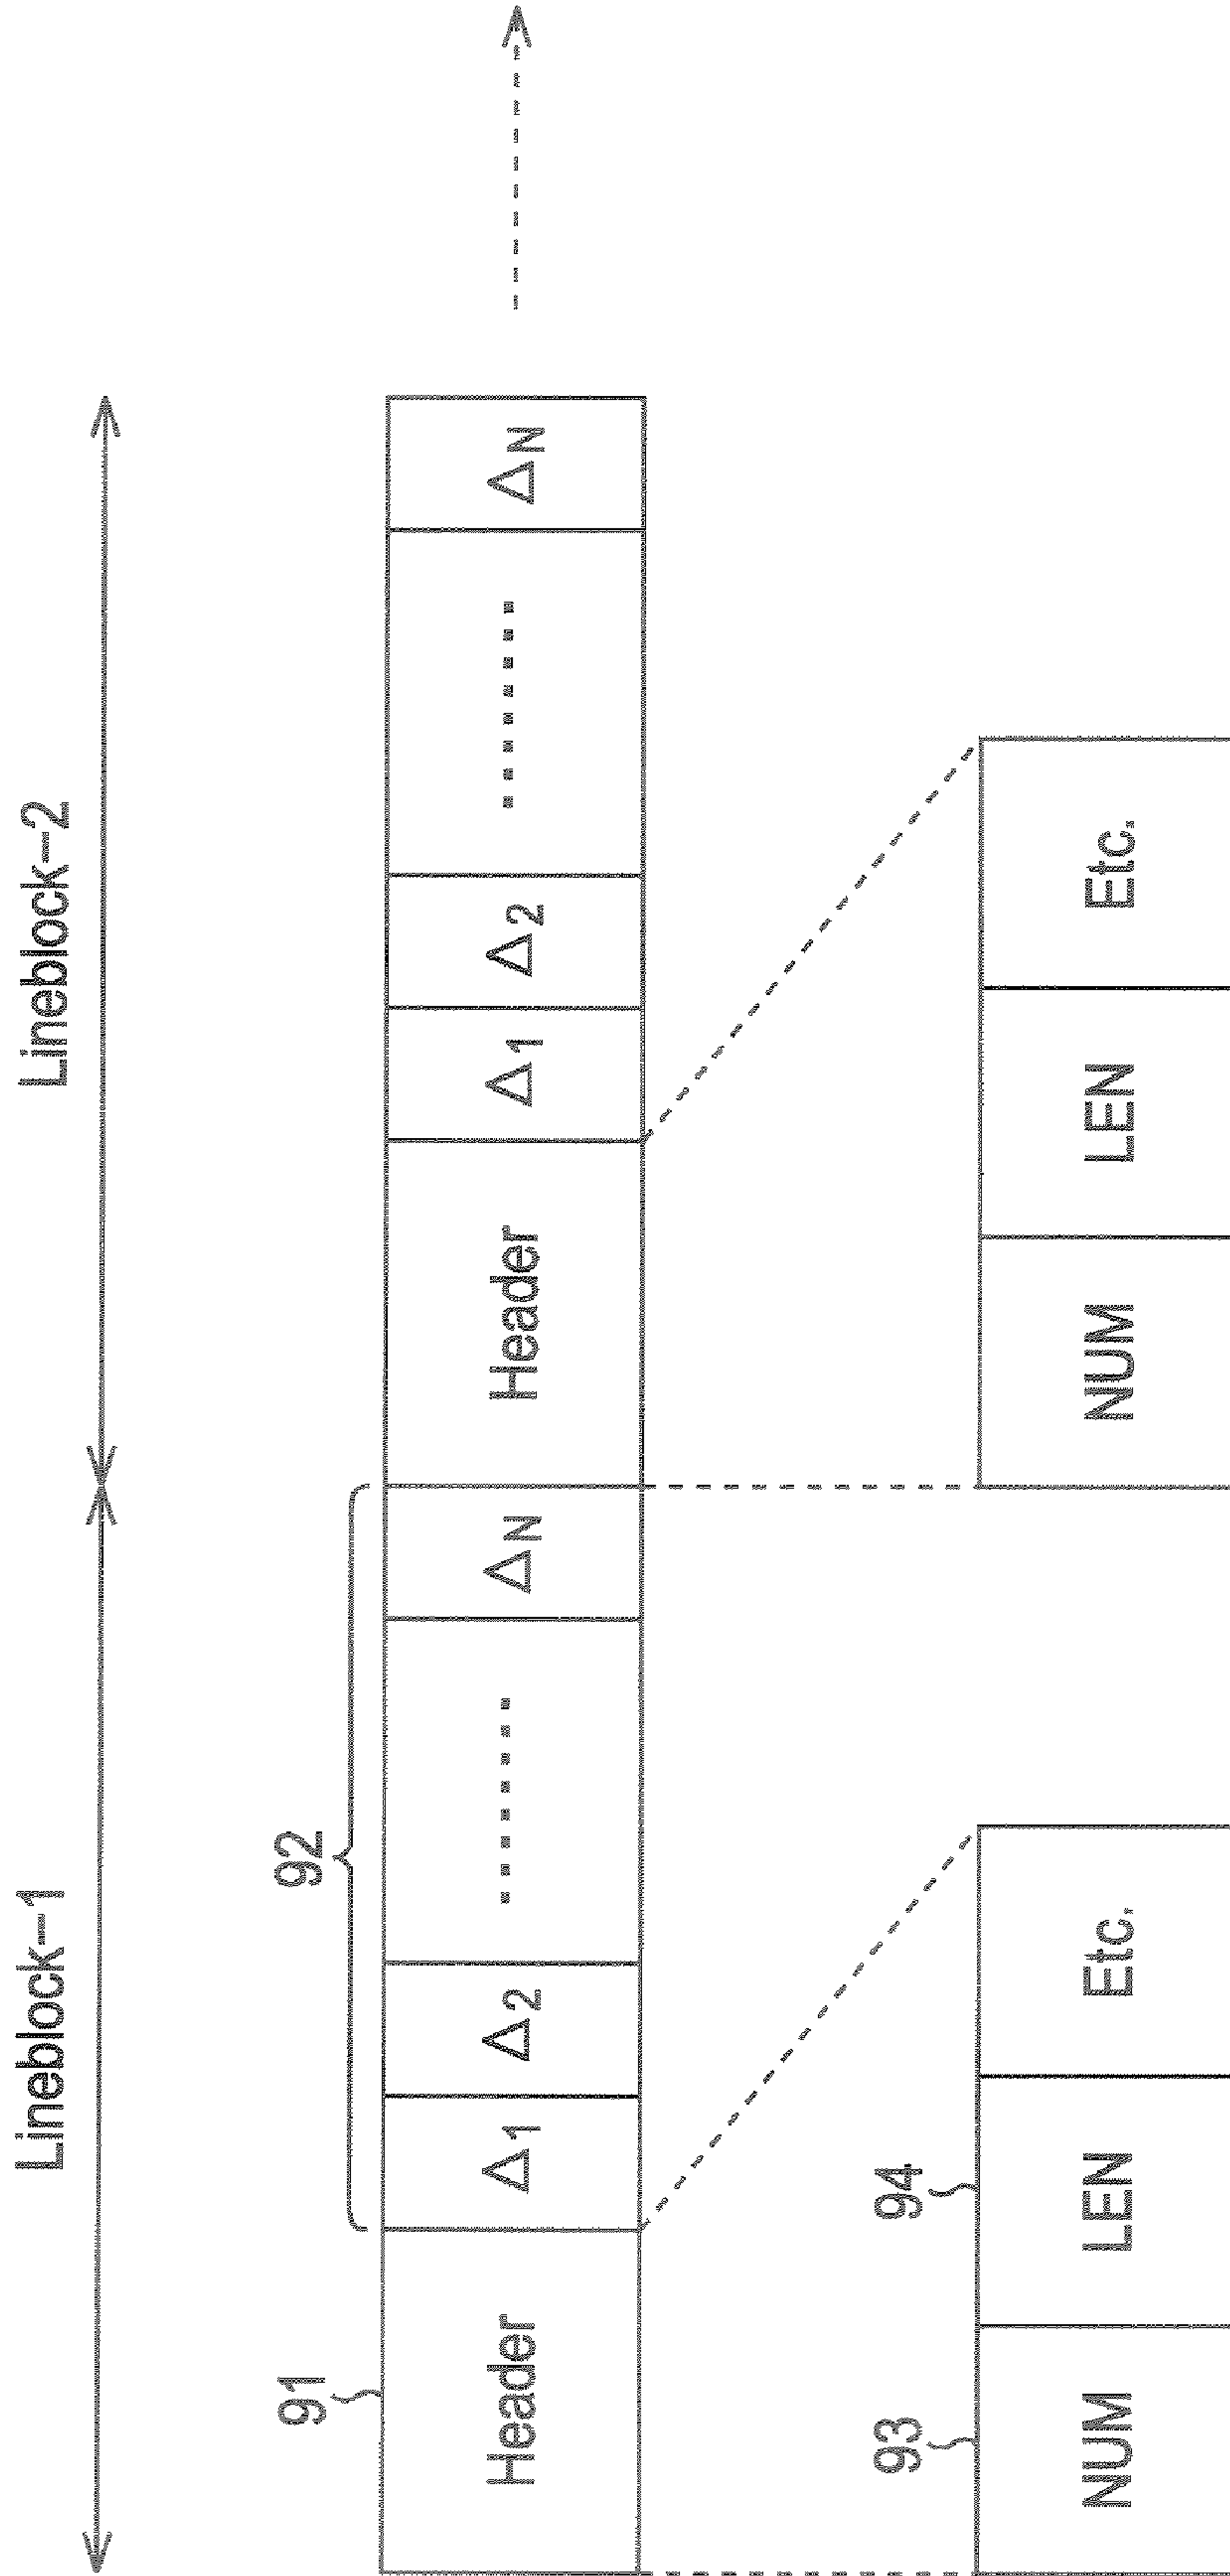 Lineblock-1 Lineblock-2
91 92
Header Δ1 Δ2 ........ ΔN Header Δ1 Δ2 ........ ΔN
93 94
NUM LEN Etc. NUM LEN Etc.